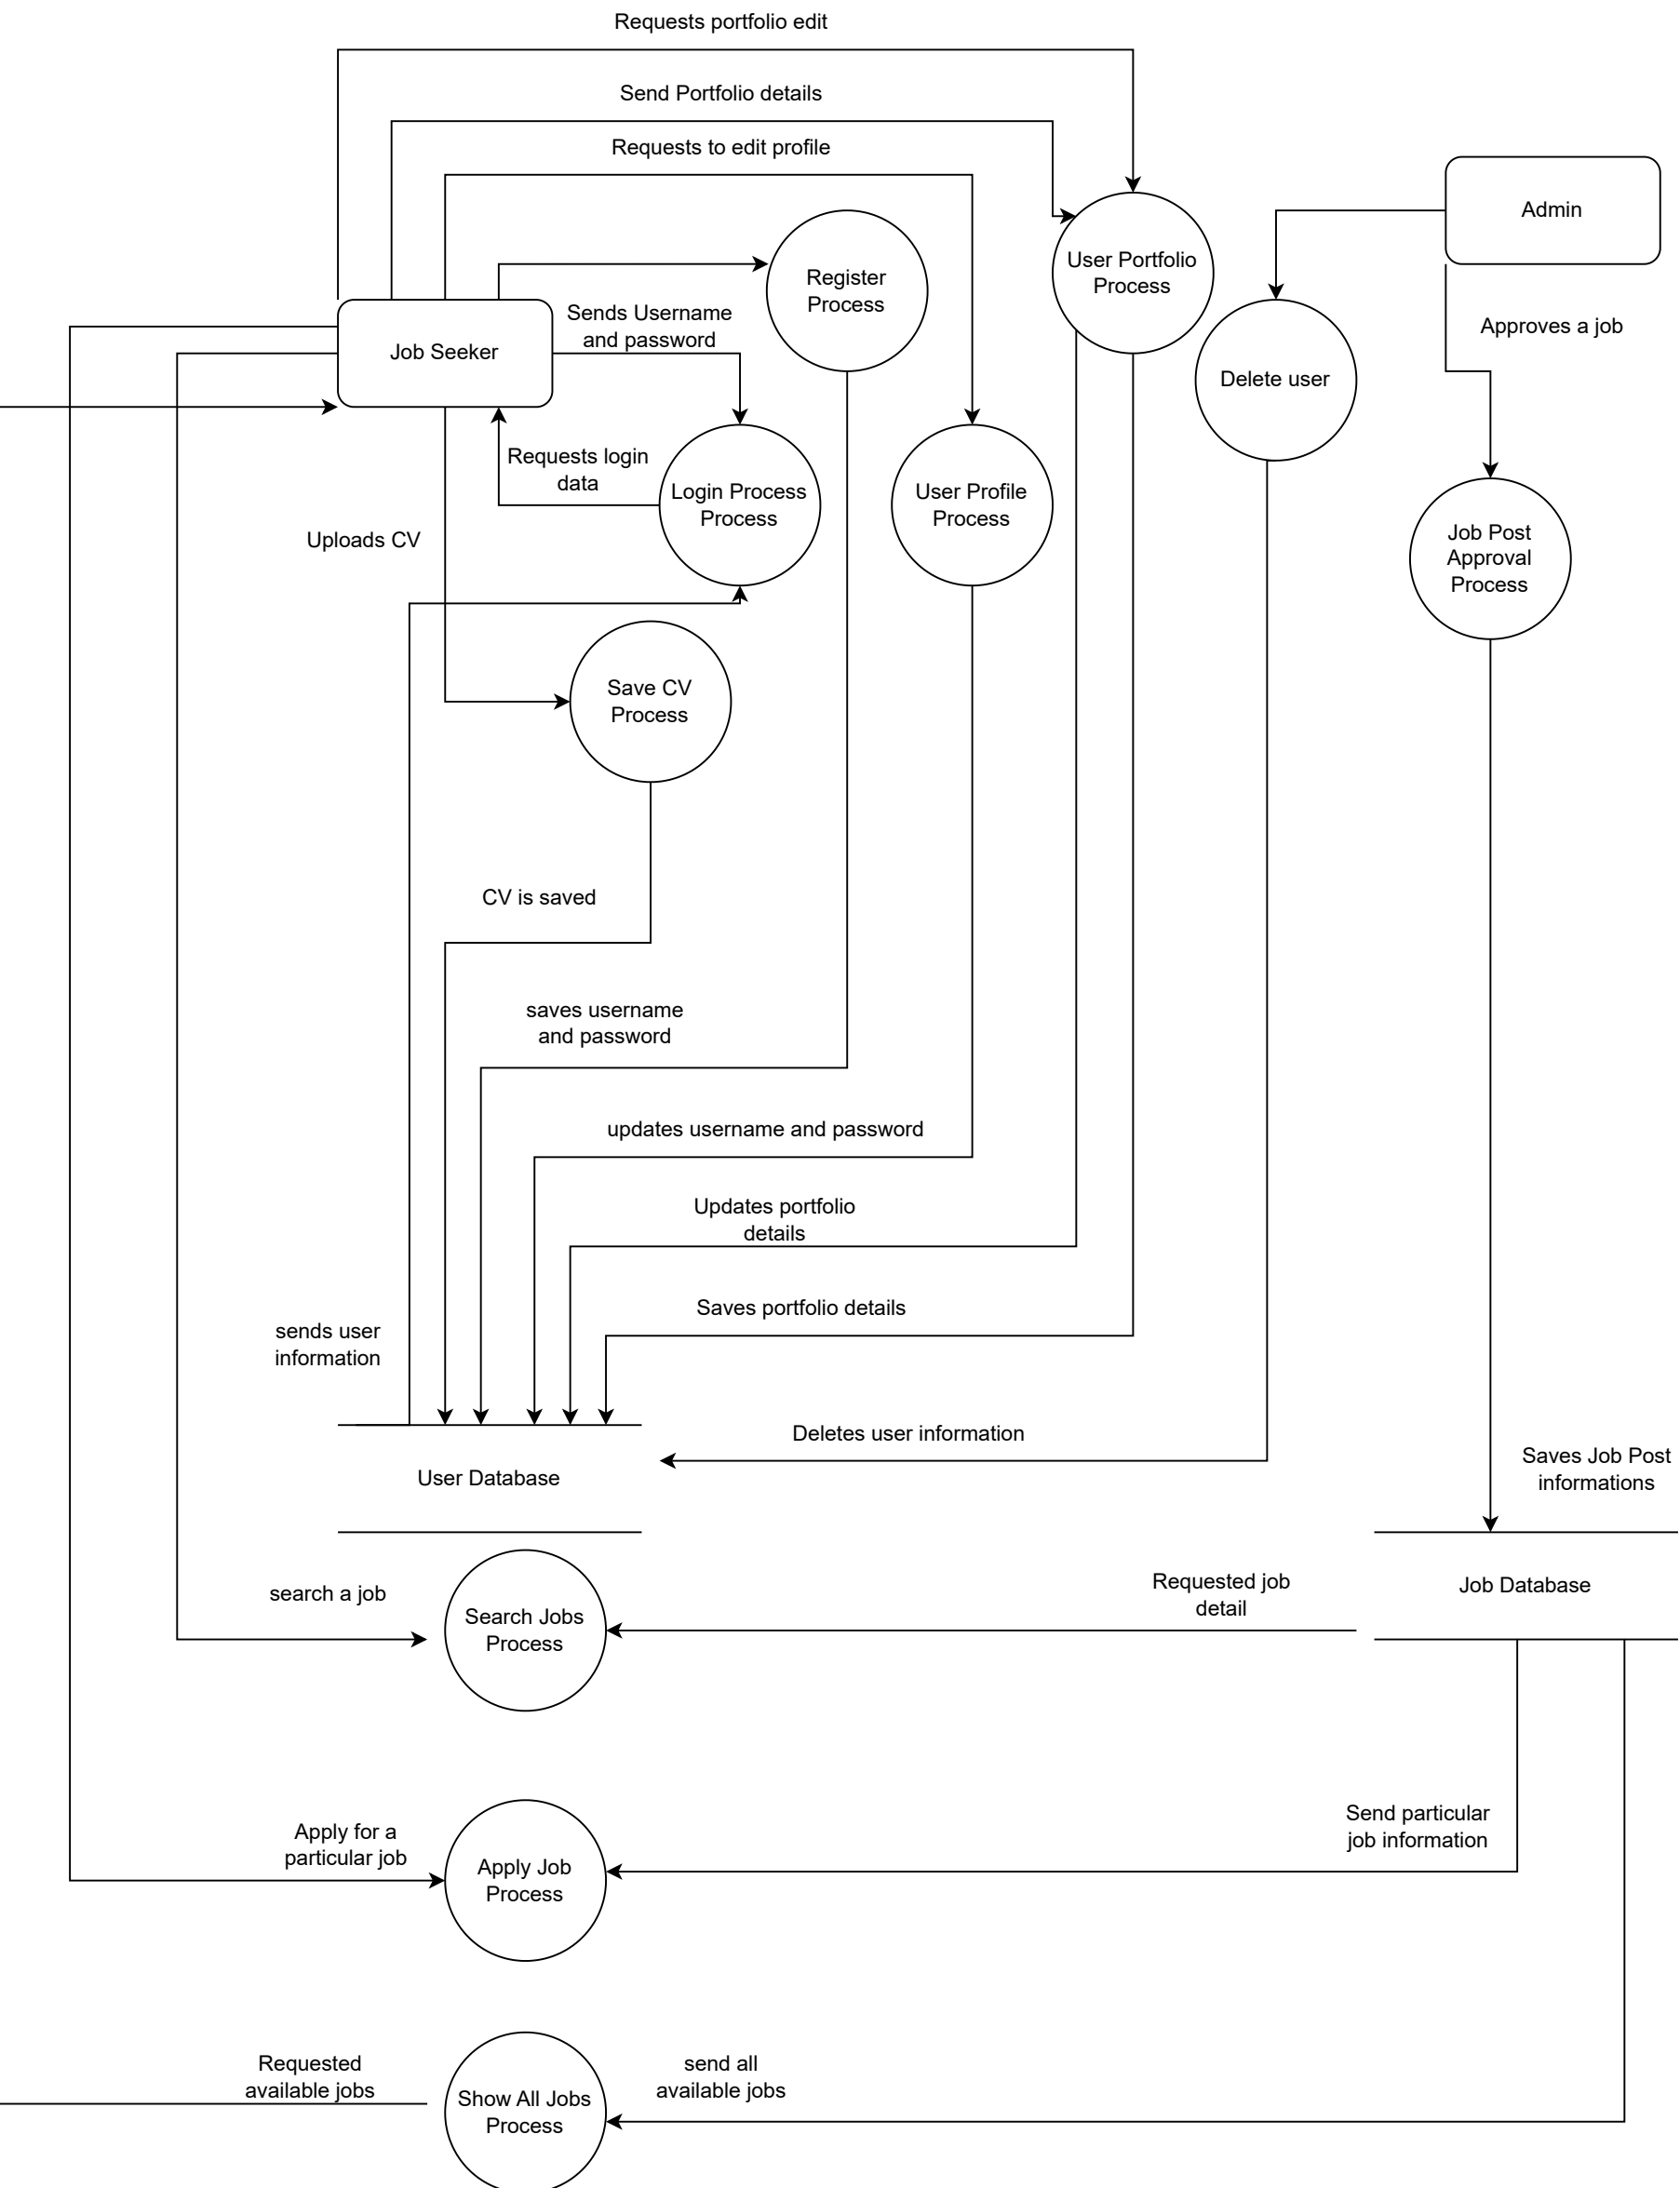 Requests portfolio edit
Send Portfolio details
Requests to edit profile
Admin
User Portfolio
Process
Register
Process
Sends Username
and password
Approves a job
Job Seeker
Delete user
Requests login
data
Login Process
Process
User Profile
Process
Uploads CV
Job Post
Approval
Process
Save CV
Process
CV is saved
saves username
and password
updates username and password
Updates portfolio
details
Saves portfolio details
sends user
information
Deletes user information
User Database
Saves Job Post
informations
Job Database
search a job
Search Jobs
Process
Requested job
detail
Apply for a
particular job
Apply Job
Process
Send particular
job information
Requested
available jobs
Show All Jobs
Process
send all
available jobs